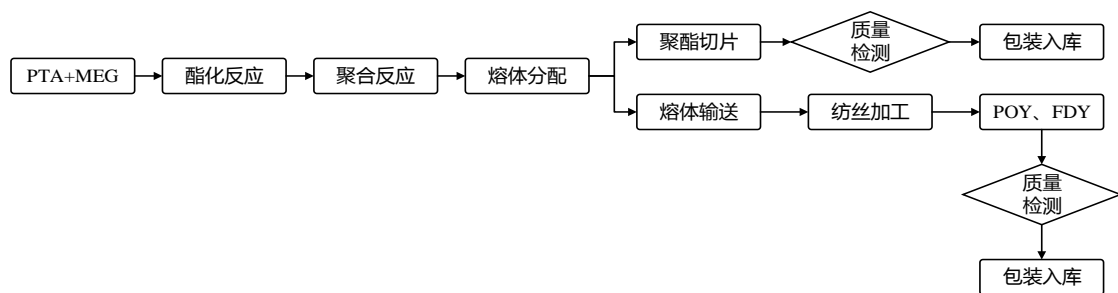 PTA+MEG
酯化反应
聚合反应
熔体分配
聚酯切片
质量
检测
包装入库
熔体输送
纺丝加工
POY、FDY
质量
检测
包装入库